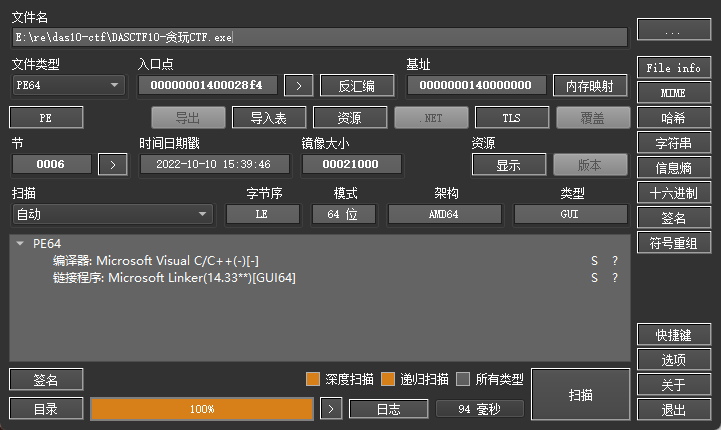 文件名
E:\re\das10-ctf\DASCTF10-贪玩CTF.exe
...
文件类型 入口点 基址
PE64 00000001400028f4 > 反汇编 0000000140000000 内存映射
File info
MIME
PE 导出 导入表 资源 .NET TLS 覆盖
哈希
节 时间日期戳 镜像大小 资源
字符串
0006 > 2022-10-10 15:39:46 00021000 显示 版本
信息熵
扫描 字节序 模式 架构 类型
十六进制
自动 LE 64 位 AMD64 GUI
签名
符号重组
PE64
编译器: Microsoft Visual C/C++(-)[-] S ?
链接程序: Microsoft Linker(14.33**)[GUI64] S ?
快捷键
选项
签名 深度扫描 递归扫描 所有类型 扫描
关于
目录 100% > 日志 94 毫秒
退出